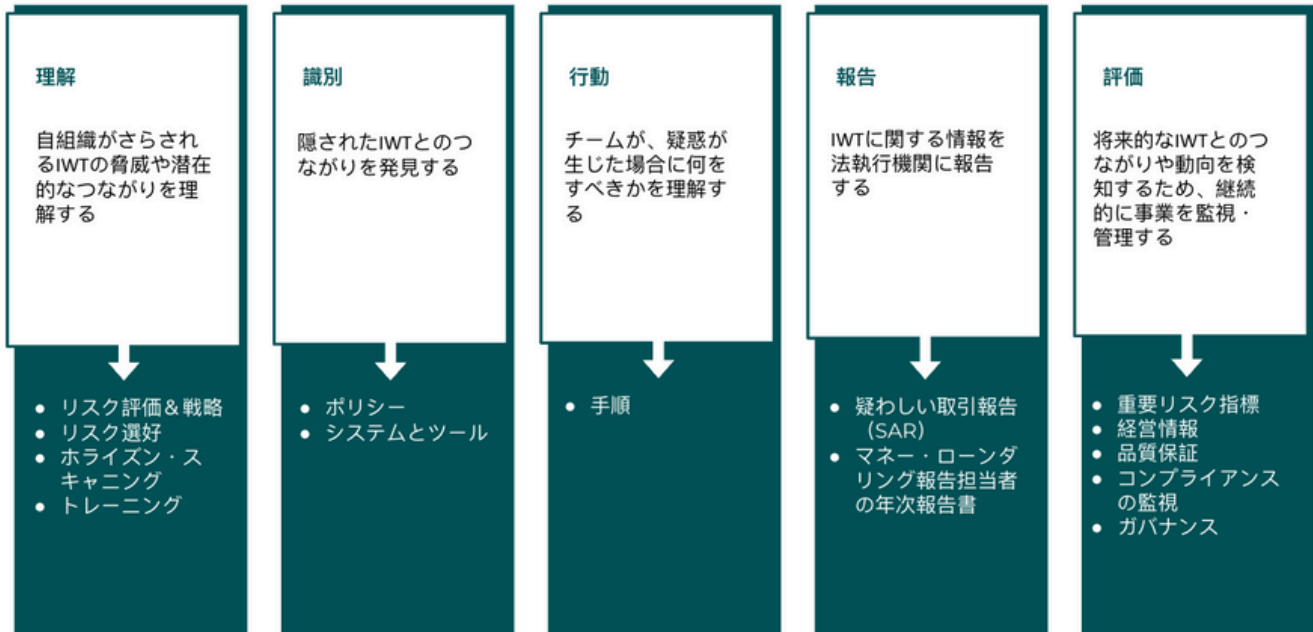 理解
自組織がさらされ
るIWTの脅威や潜在
的なつながりを理
解する
● リスク評価＆戦略
● リスク選好
● ホライズン・ス
キャニング
● トレーニング
識別
隠されたIWTとのつ
ながりを発見する
● ポリシー
● システムとツール
行動
チームが、疑惑が
生じた場合に何を
すべきかを理解す
る
● 手順
報告
IWTに関する情報を
法執行機関に報告
する
● 疑わしい取引報告
（SAR）
● マネー・ローンダ
リング報告担当者
の年次報告書
評価
将来的なIWTとのつ
ながりや動向を検
知するため、継続
的に事業を監視・
管理する
● 重要リスク指標
● 経営情報
● 品質保証
● コンプライアンス
の監視
● ガバナンス